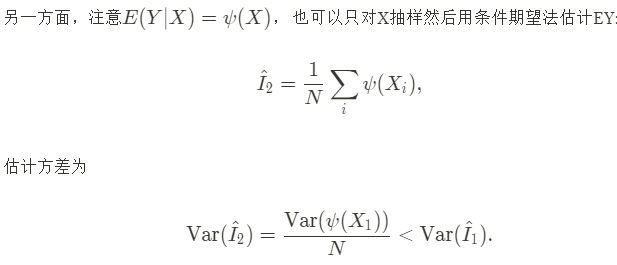 另一方面，注意E(Y|X) = ψ(X)， 也可以只对X抽样然后用条件期望法估计EY:
Î₂ = 1/N ∑ᵢ ψ(Xᵢ),
估计方差为
Var(Î₂) = Var(ψ(X₁))/N < Var(Î₁).